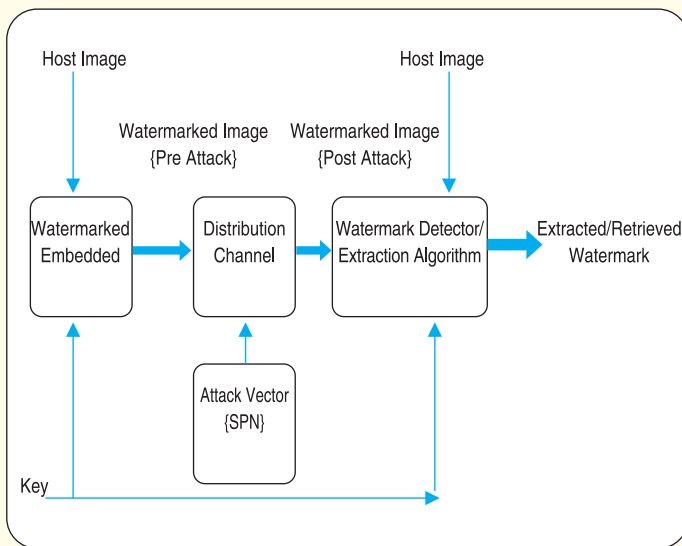 Host Image
Host Image
Watermarked Image
{Pre Attack}
Watermarked Image
{Post Attack}
Watermarked
Embedded
Distribution
Channel
Watermark Detector/
Extraction Algorithm
Extracted/Retrieved
Watermark
Attack Vector
{SPN}
Key